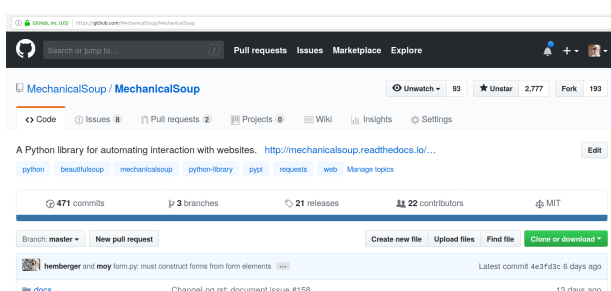 GitHub, Inc. (US) https://github.com/MechanicalSoup/MechanicalSoup
Search or jump to... / Pull requests Issues Marketplace Explore
MechanicalSoup / MechanicalSoup Unwatch 93 Unstar 2,777 Fork 193
Code Issues 8 Pull requests 2 Projects 0 Wiki Insights Settings
A Python library for automating interaction with websites. http://mechanicalsoup.readthedocs.io/… Edit
python beautifulsoup mechanicalsoup python-library pypi requests web Manage topics
471 commits 3 branches 21 releases 22 contributors MIT
Branch: master New pull request Create new file Upload files Find file Clone or download
hemberger and moy form.py: must construct forms from form elements ... Latest commit 4e3fd3c 6 days ago
docs ChangeLog.rst: document issue #158 13 days ago